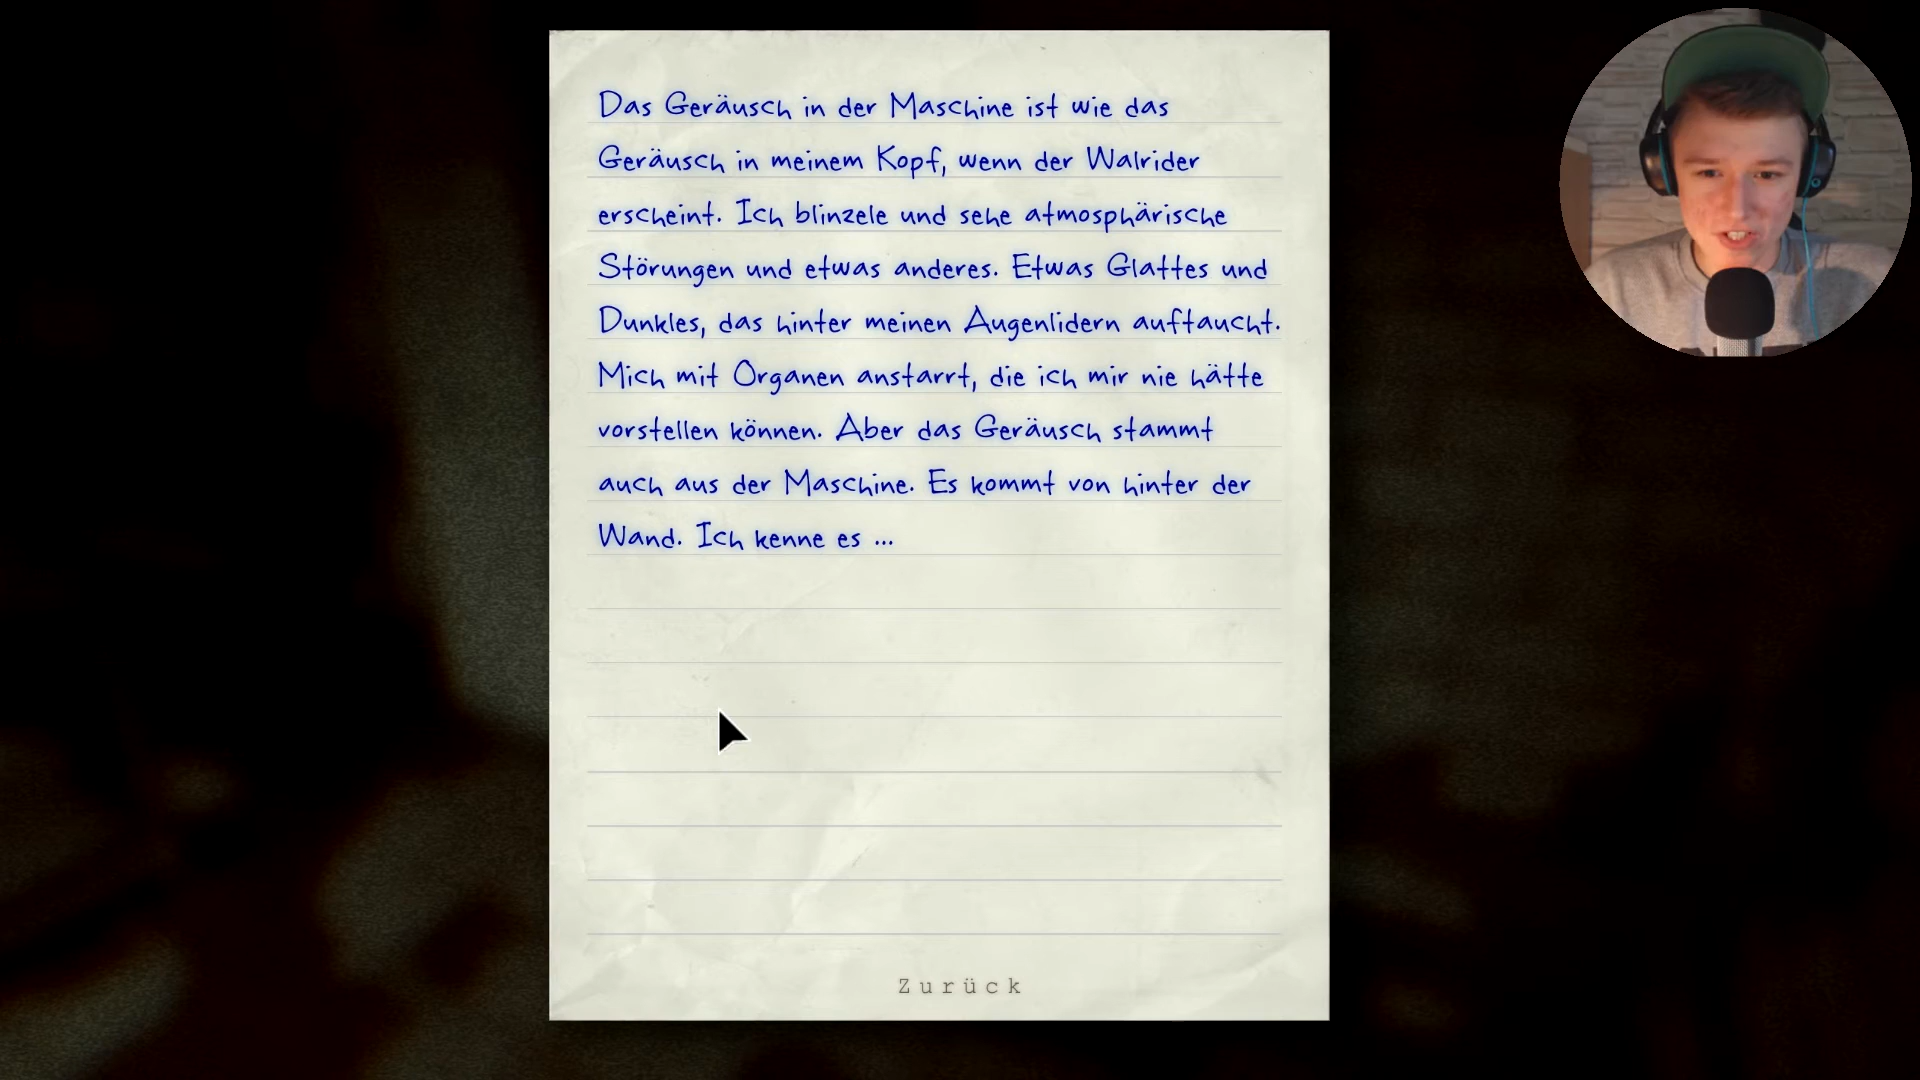 Das Geräusch in der Maschine ist wie das
Geräusch in meinem Kopf, wenn der Walrider
erscheint. Ich blinzele und sehe atmosphärische
Störungen und etwas anderes. Etwas Glattes und
Dunkles, das hinter meinen Augenlidern auftaucht.
Mich mit Organen anstarrt, die ich mir nie hätte
vorstellen können. Aber das Geräusch stammt
auch aus der Maschine. Es kommt von hinter der
Wand. Ich kenne es ...
Zurück